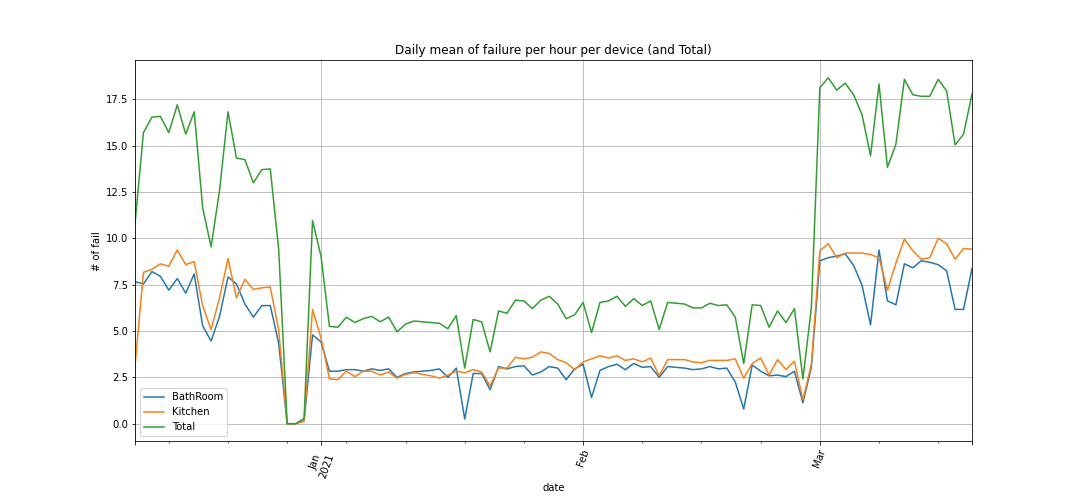 Daily mean of failure per hour per device (and Total)
# of fail
17.5
15.0
12.5
10.0
7.5
5.0
2.5
0.0
BathRoom
Kitchen
Total
Jan
2021
Feb
Mar
date